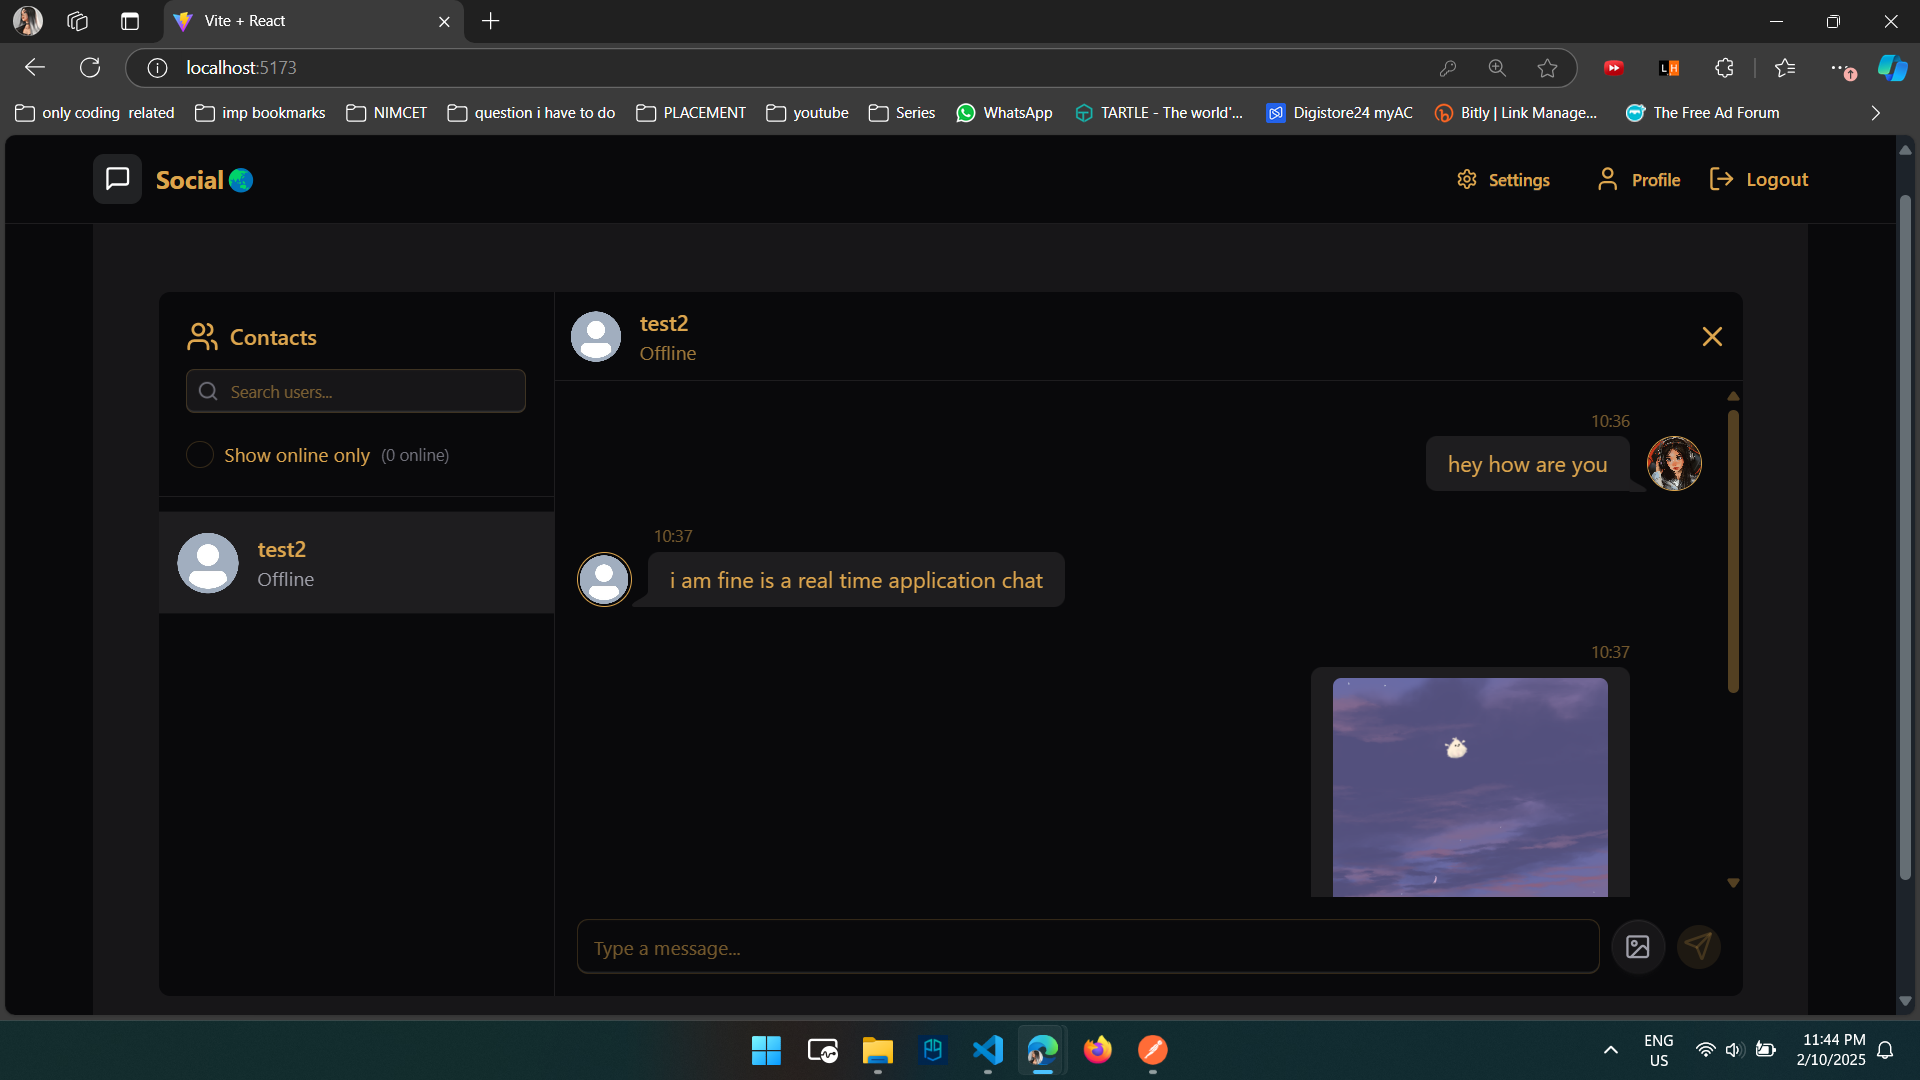 Vite + React
localhost:5173
only coding related
imp bookmarks
NIMCET
question i have to do
PLACEMENT
youtube
Series
WhatsApp
TARTLE - The world'...
Digistore24 myAC
Bitly | Link Manage...
The Free Ad Forum
Social
Settings
Profile
Logout
Contacts
Search users...
Show online only (0 online)
test2
Offline
test2
Offline
10:36
hey how are you
10:37
i am fine is a real time application chat
10:37
Type a message...
ENG
US
11:44 PM
2/10/2025